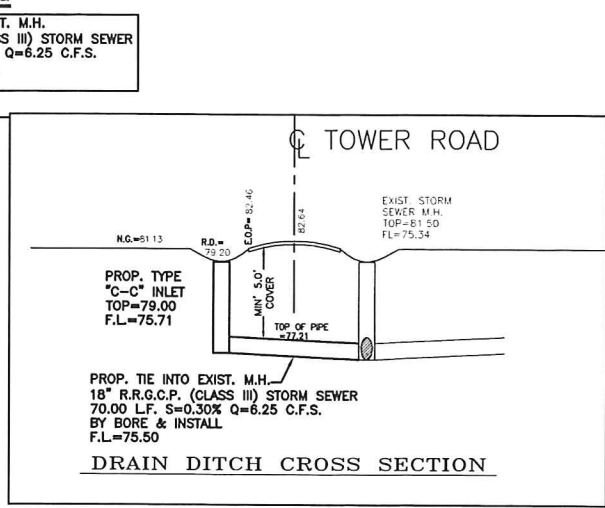 T. M.H.
SS III) STORM SEWER
Q=6.25 C.F.S.
℄ TOWER ROAD
EXIST. STORM
SEWER M.H.
TOP=81.50
FL=75.34
E.O.P= 82.46
82.64
N.G.=81.13
R.D.=
79.20
PROP. TYPE
"C-C" INLET
TOP=79.00
F.L.=75.71
MIN' 5.0'
COVER
TOP OF PIPE
=77.21
PROP. TIE INTO EXIST. M.H.
18" R.R.G.C.P. (CLASS III) STORM SEWER
70.00 L.F. S=0.30% Q=6.25 C.F.S.
BY BORE & INSTALL
F.L=75.50
DRAIN DITCH CROSS SECTION